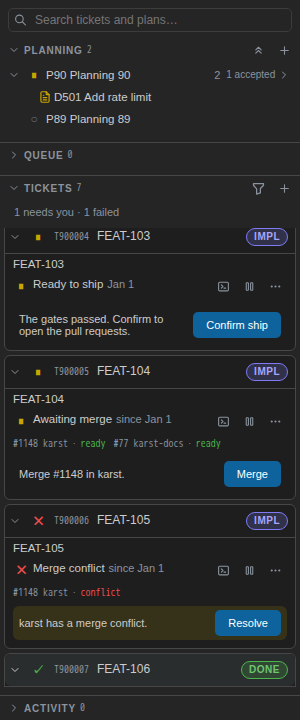 Search tickets and plans…
PLANNING 2
P90 Planning 90 2 1 accepted
D501 Add rate limit
P89 Planning 89
QUEUE 0
TICKETS 7
1 needs you · 1 failed
T900004 FEAT-103 IMPL
FEAT-103
Ready to ship Jan 1
The gates passed. Confirm to
open the pull requests.
Confirm ship
T900005 FEAT-104 IMPL
FEAT-104
Awaiting merge since Jan 1
#1148 karst · ready #77 karst-docs · ready
Merge #1148 in karst.
Merge
T900006 FEAT-105 IMPL
FEAT-105
Merge conflict since Jan 1
#1148 karst · conflict
karst has a merge conflict.
Resolve
T900007 FEAT-106 DONE
ACTIVITY 0